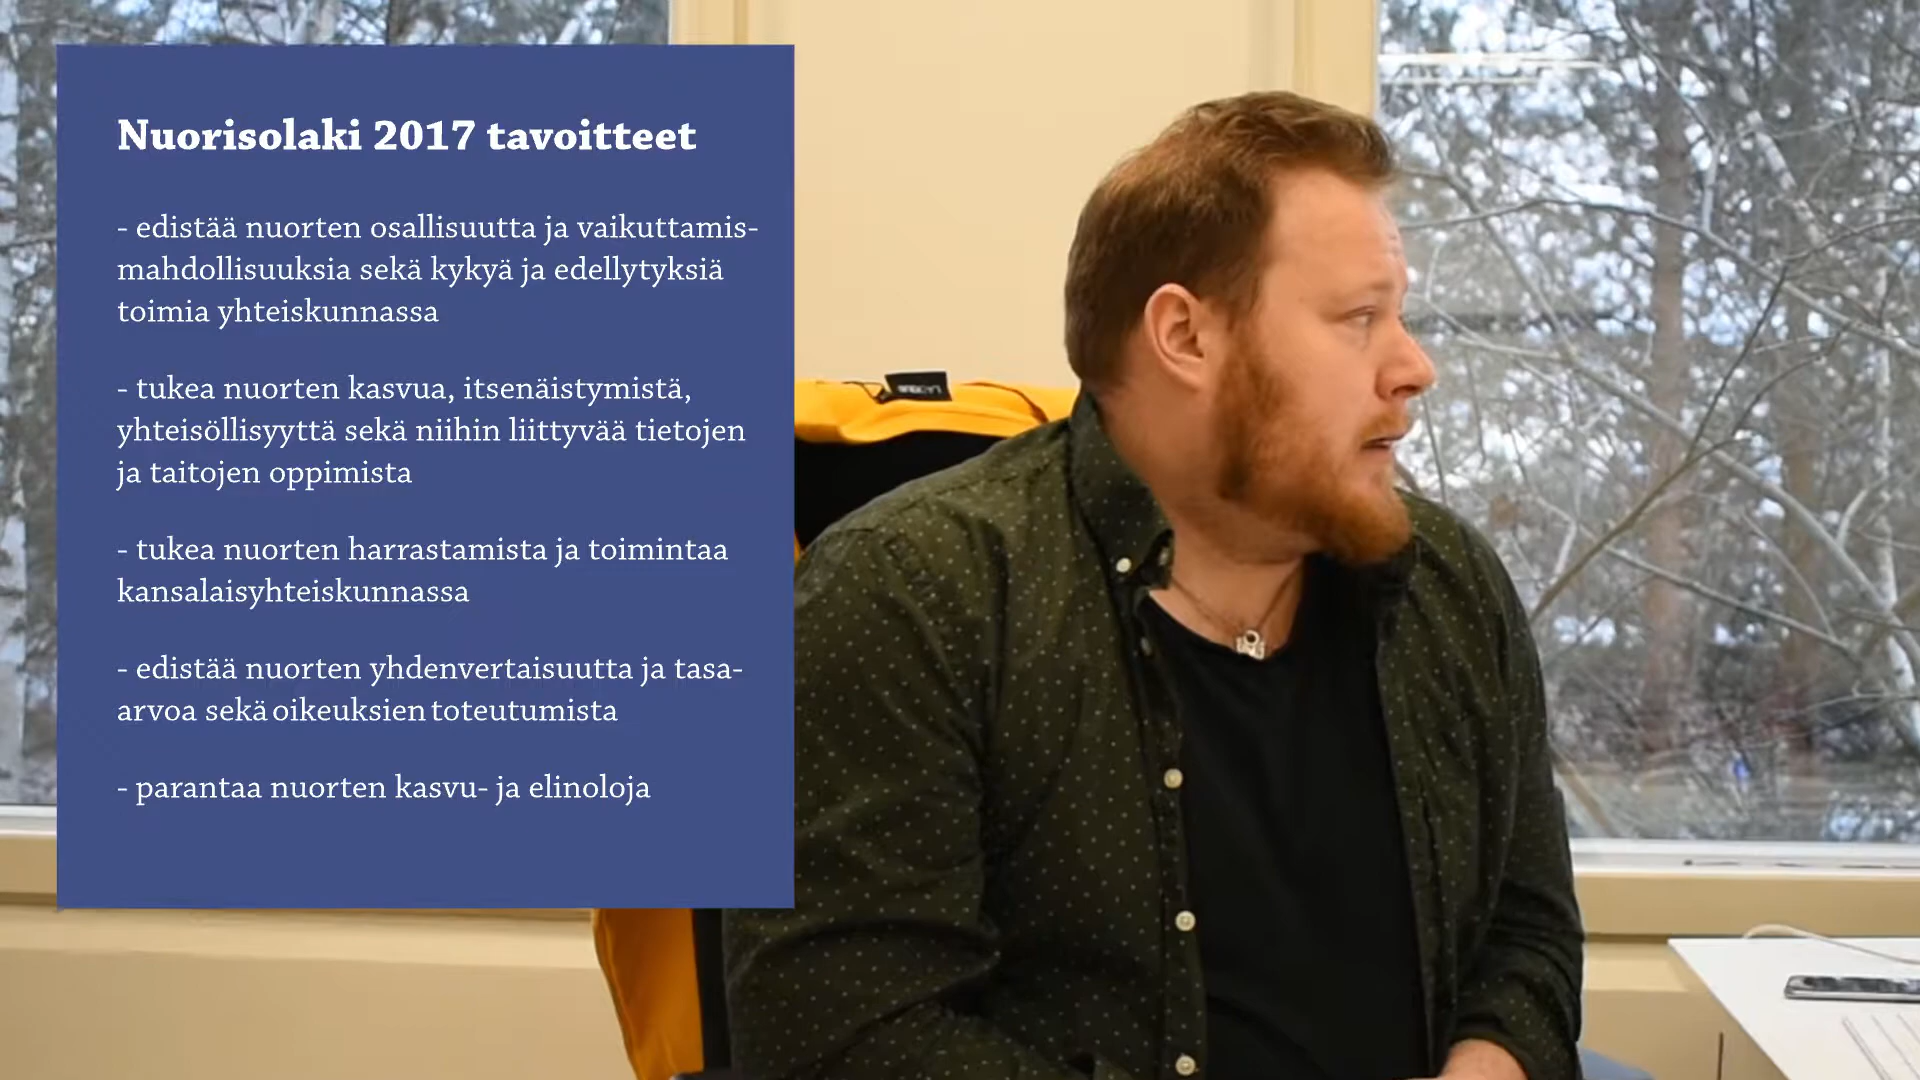 Nuorisolaki 2017 tavoitteet
- edistää nuorten osallisuutta ja vaikuttamis-
mahdollisuuksia sekä kykyä ja edellytyksiä
toimia yhteiskunnassa
- tukea nuorten kasvua, itsenäistymistä,
yhteisöllisyyttä sekä niihin liittyvää tietojen
ja taitojen oppimista
- tukea nuorten harrastamista ja toimintaa
kansalaisyhteiskunnassa
- edistää nuorten yhdenvertaisuutta ja tasa-
arvoa sekä oikeuksien toteutumista
- parantaa nuorten kasvu- ja elinoloja